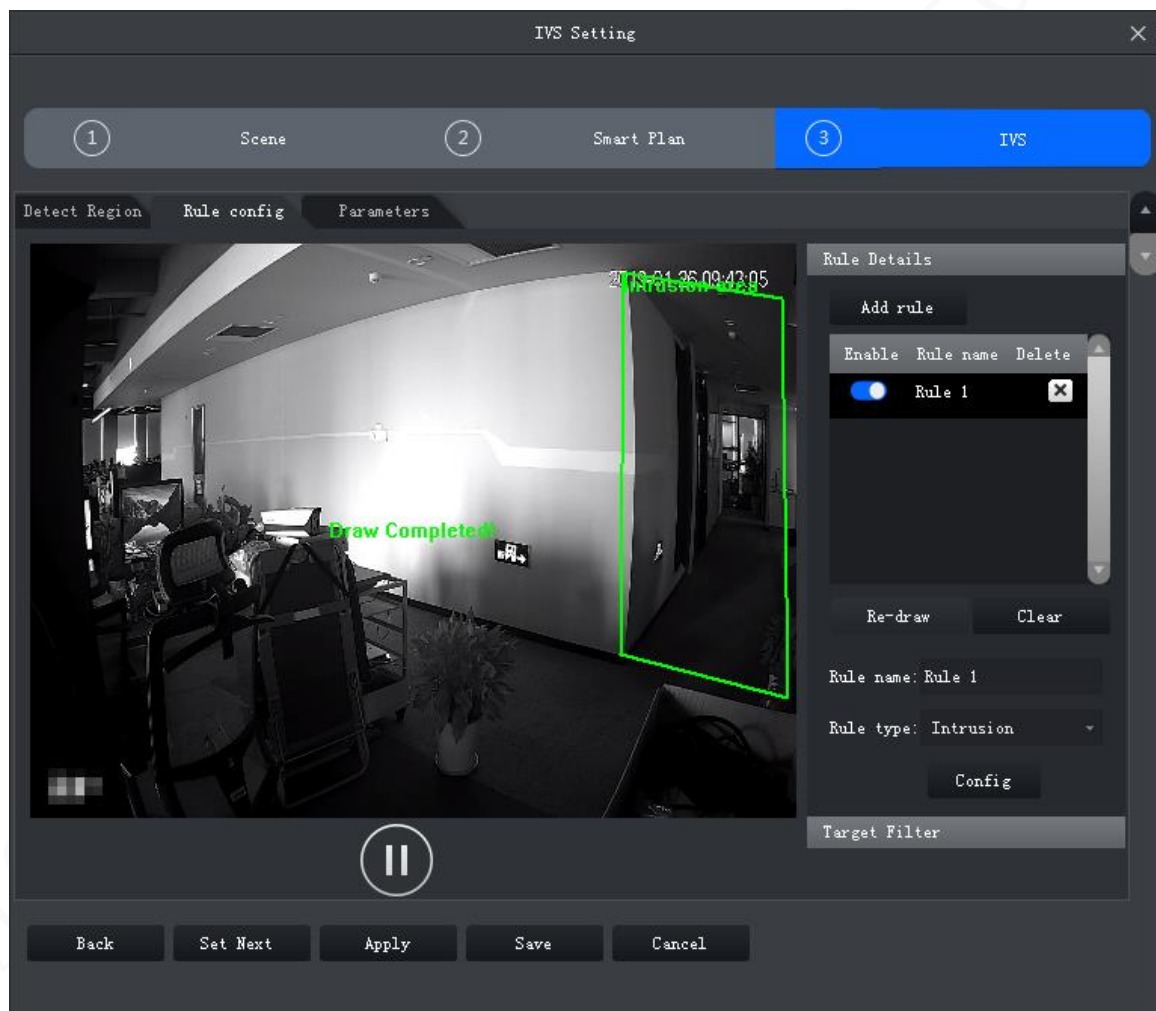 IVS Setting
1 Scene 2 Smart Plan 3 IVS
Detect Region Rule config Parameters
Intrusion area
Draw Completed!
Rule Details
Add rule
Enable Rule name Delete
Rule 1
Re-draw Clear
Rule name: Rule 1
Rule type: Intrusion
Config
Target Filter
Back Set Next Apply Save Cancel